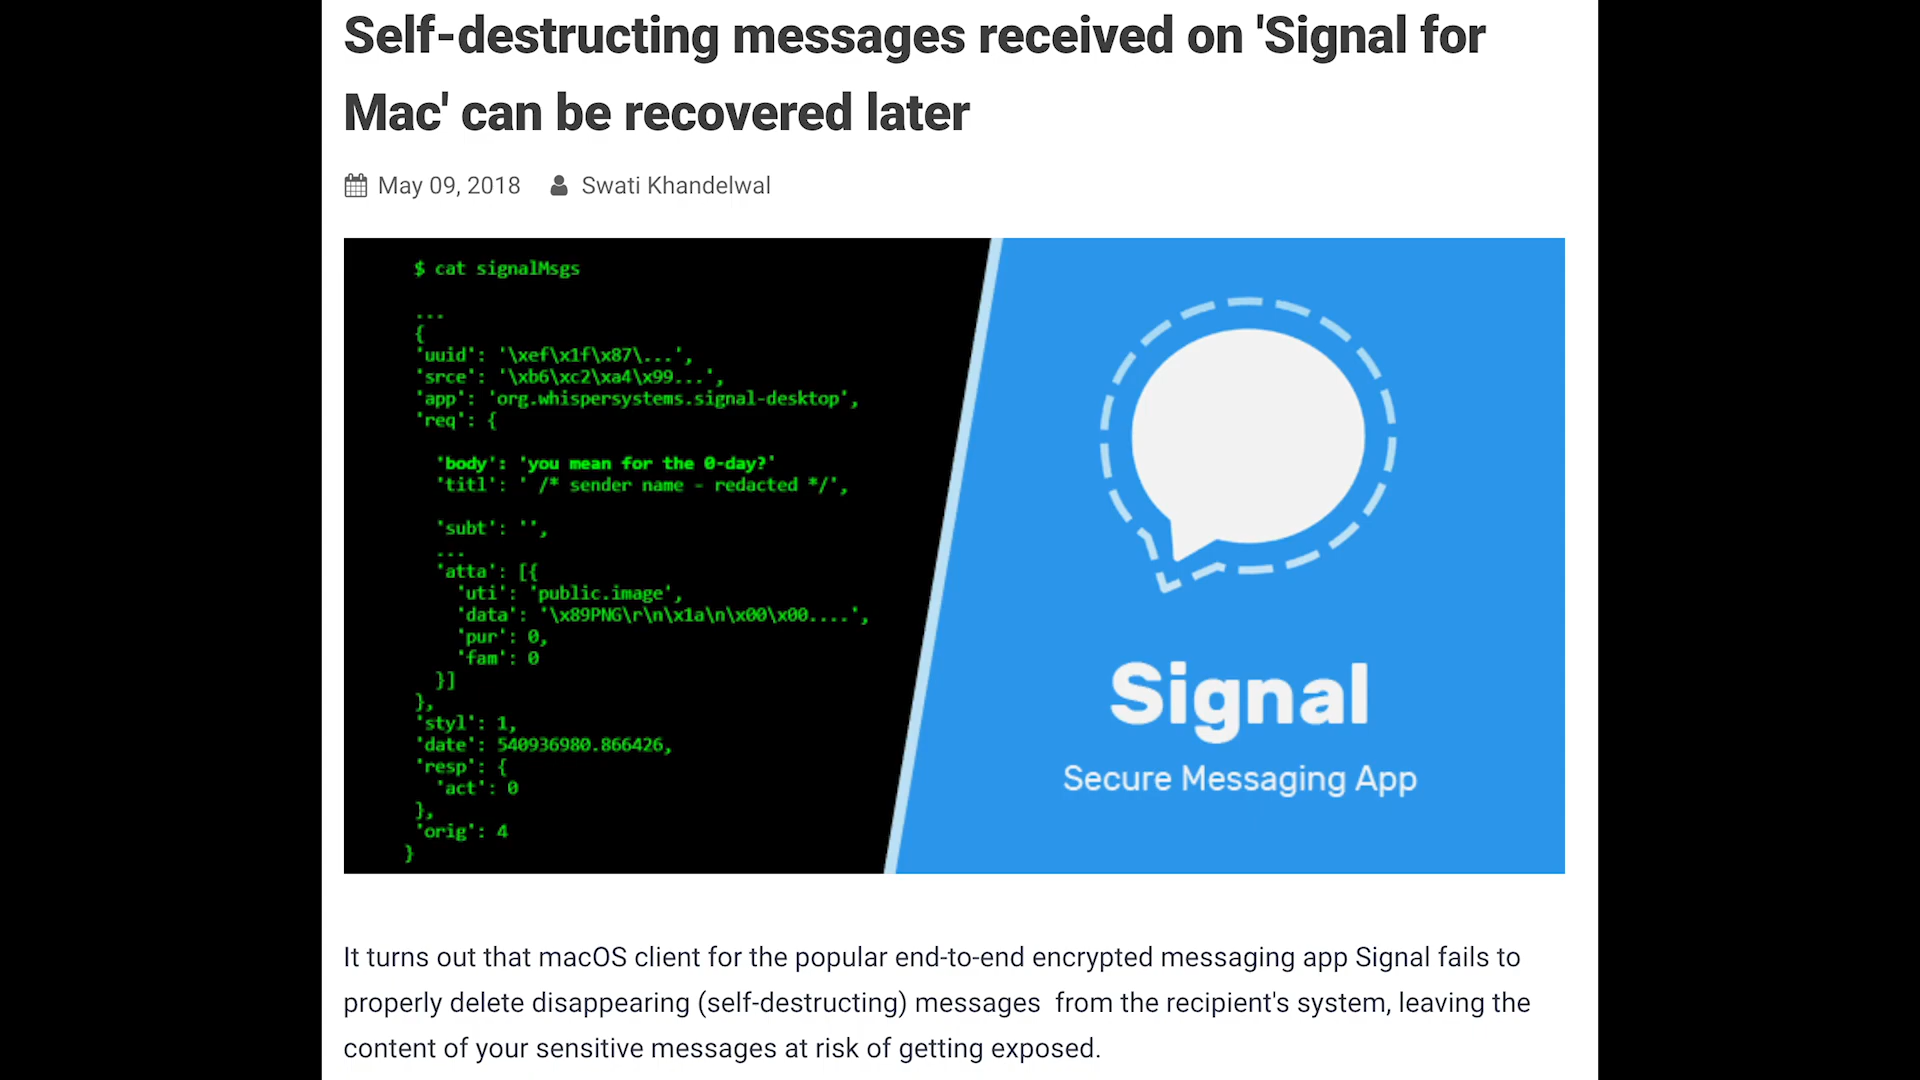 Self-destructing messages received on 'Signal for
Mac' can be recovered later
May 09, 2018 Swati Khandelwal
$ cat signalMsgs
...
{
'uuid': '\xef\x1f\x87\...',
'srce': '\xb6\xc2\xa4\x99...',
'app': 'org.whispersystems.signal-desktop',
'req': {
'body': 'you mean for the 0-day?'
'titl': ' /* sender name - redacted */',
'subt': '',
...
'atta': [{
'uti': 'public.image',
'data': '\x89PNG\r\n\x1a\n\x00\x00....',
'pur': 0,
'fam': 0
}]
},
'styl': 1,
'date': 540936980.866426,
'resp': {
'act': 0
},
'orig': 4
}
Signal
Secure Messaging App
It turns out that macOS client for the popular end-to-end encrypted messaging app Signal fails to
properly delete disappearing (self-destructing) messages from the recipient's system, leaving the
content of your sensitive messages at risk of getting exposed.